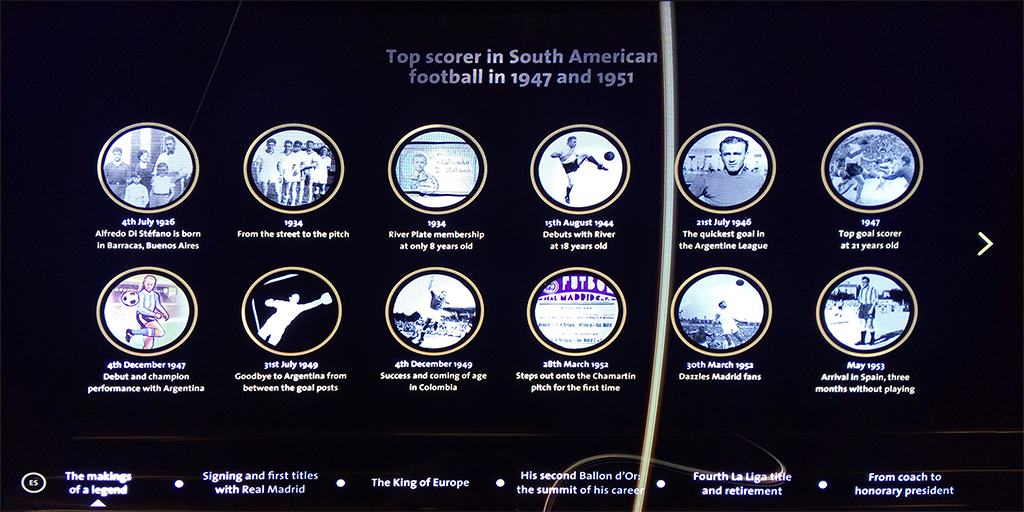 Top scorer in South American
football in 1947 and 1951
4th July 1926
Alfredo Di Stéfano is born
in Barracas, Buenos Aires
1934
From the street to the pitch
1934
River Plate membership
at only 8 years old
15th August 1944
Debuts with River
at 18 years old
21st July 1946
The quickest goal in
the Argentine League
1947
Top goal scorer
at 21 years old
4th December 1947
Debut and champion
performance with Argentina
31st July 1949
Goodbye to Argentina from
between the goal posts
4th December 1949
Success and coming of age
in Colombia
FUTBOL
REAL MADRID
28th March 1952
Steps out onto the Chamartin
pitch for the first time
30th March 1952
Dazzles Madrid fans
May 1953
Arrival in Spain, three
months without playing
ES
The makings
of a legend
Signing and first titles
with Real Madrid
The King of Europe
His second Ballon d'Or:
the summit of his career
Fourth La Liga title
and retirement
From coach to
honorary president